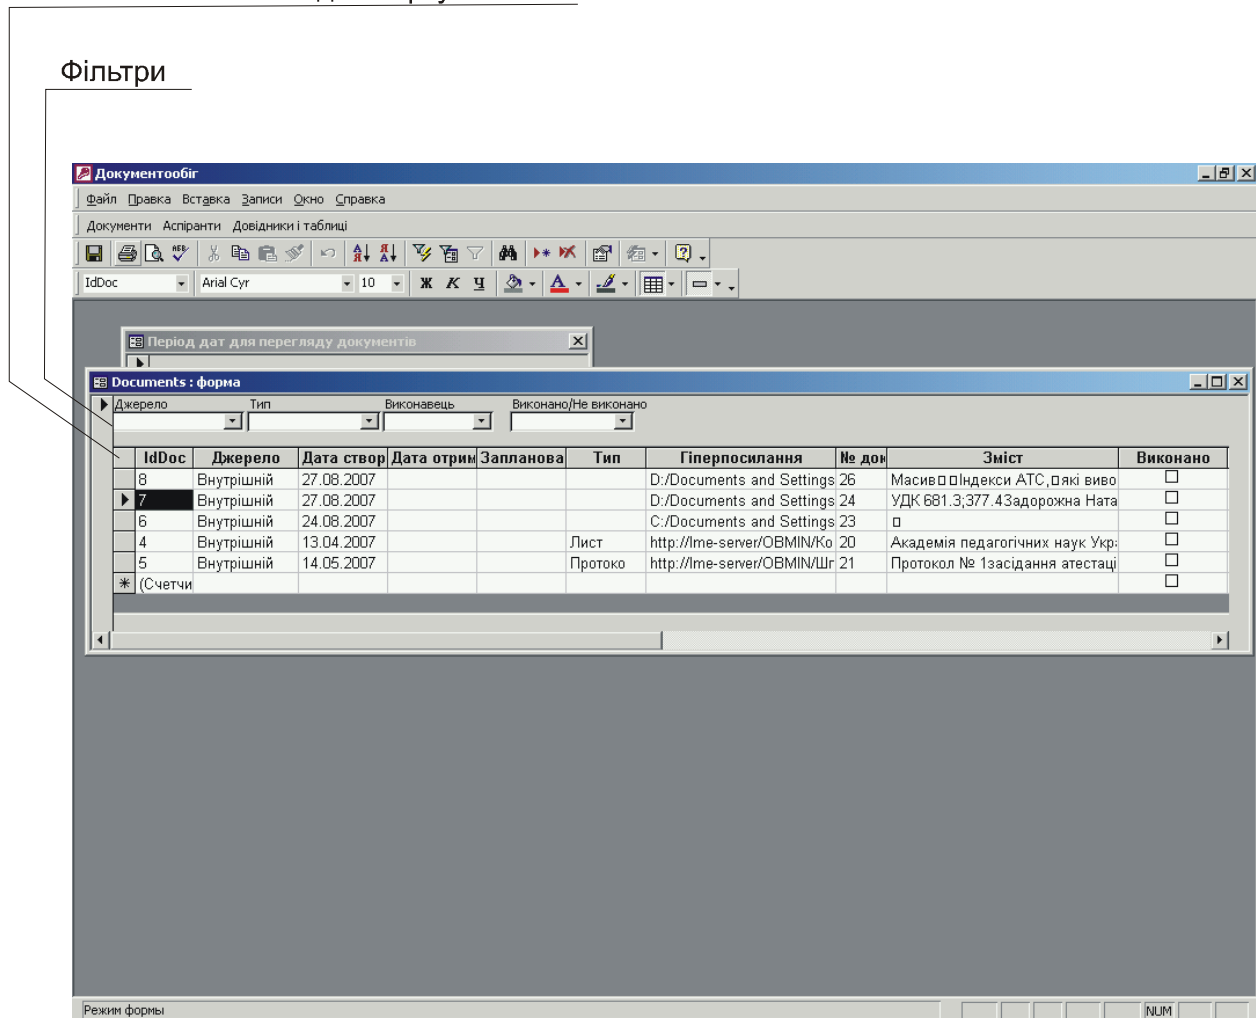 Фільтри
Документообіг
Файл Правка Вставка Записи Окно Справка
Документи Аспіранти Довідники і таблиці
IdDoc Arial Cyr 10 Ж К Ч
Період дат для перегляду документів
Documents : форма
Джерело Тип Виконавець Виконано/Не виконано
IdDoc Джерело Дата створ Дата отрим Запланова Тип Гіперпосилання № док Зміст Виконано
8 Внутрішній 27.08.2007 D:/Documents and Settings 26 Масив Індекси АТС, які виво
7 Внутрішній 27.08.2007 D:/Documents and Settings 24 УДК 681.3;377.4Задорожна Ната
6 Внутрішній 24.08.2007 C:/Documents and Settings 23
4 Внутрішній 13.04.2007 Лист http://lme-server/OBMIN/Ко 20 Академія педагогічних наук Укр
5 Внутрішній 14.05.2007 Протоко http://lme-server/OBMIN/Шг 21 Протокол № 1засідання атестаці
(Счетчи
Режим формы NUM